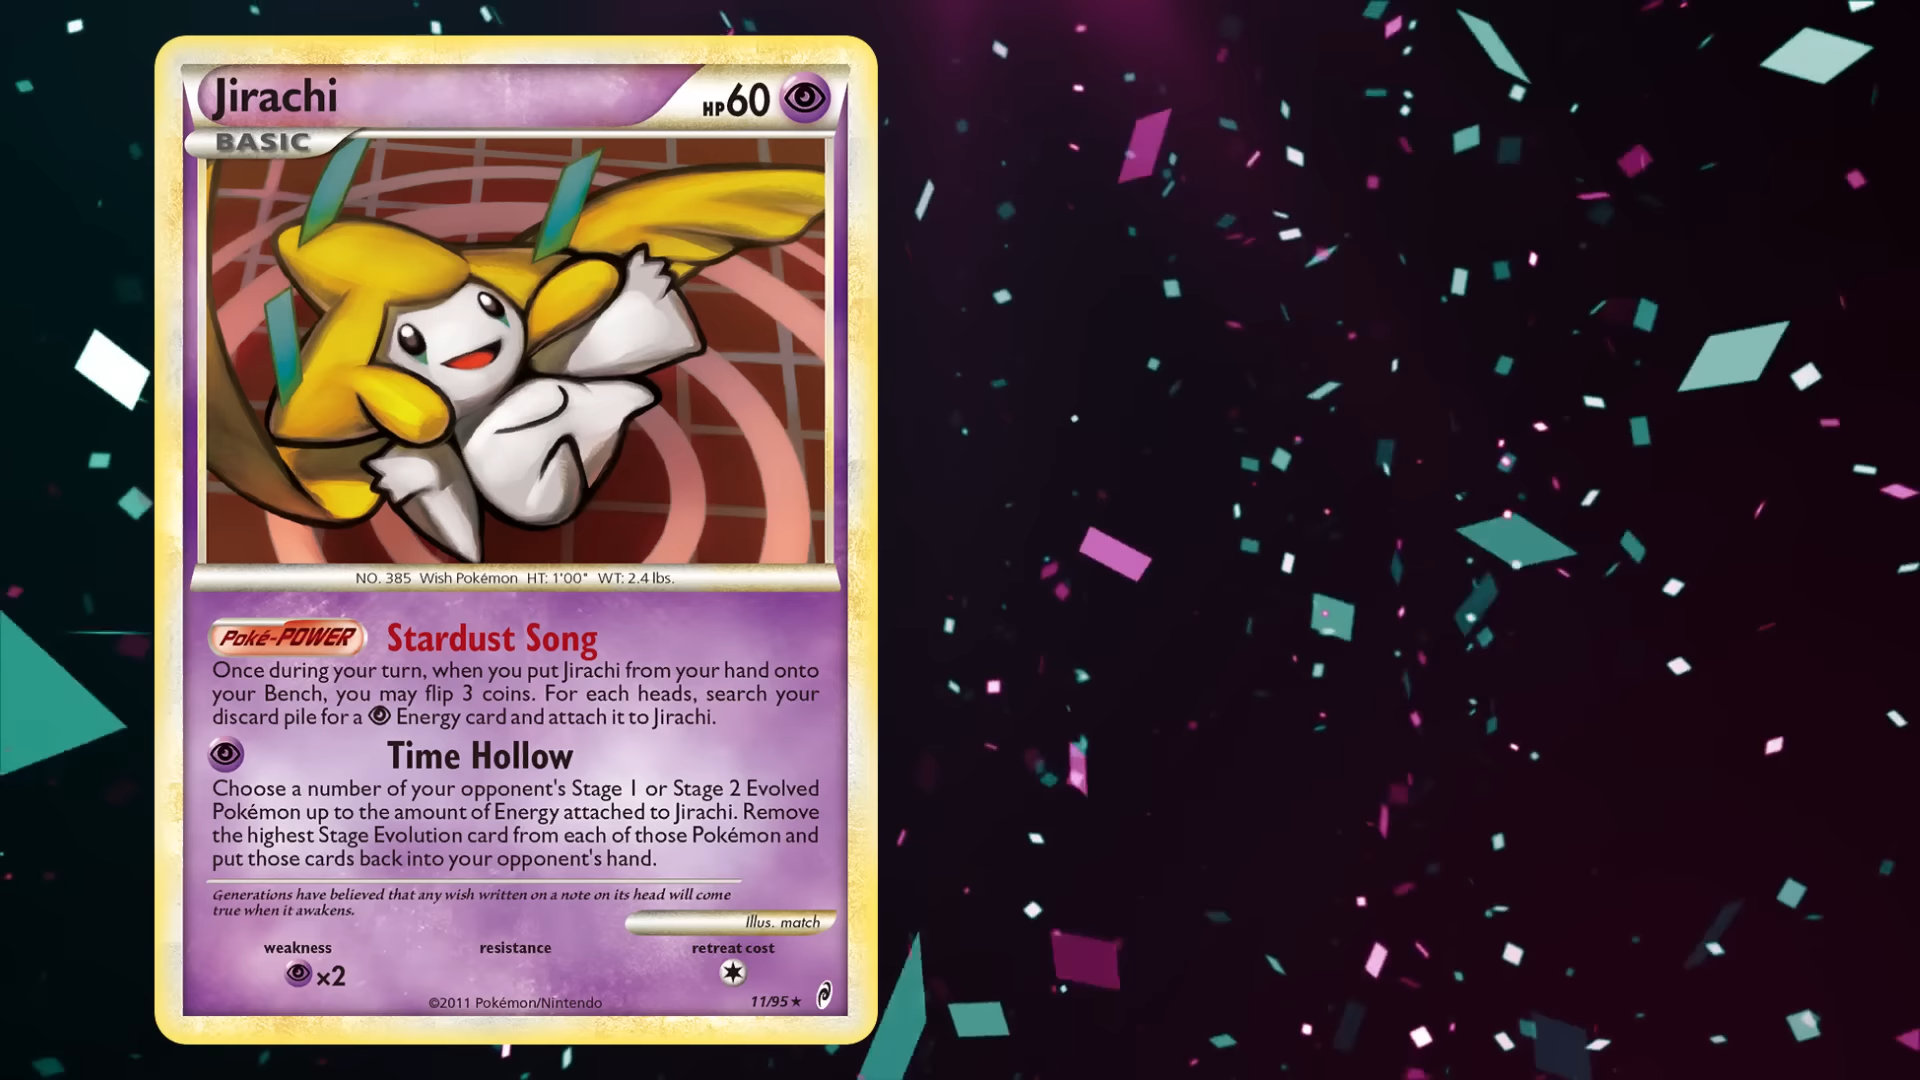 Jirachi
HP60
BASIC
NO. 385 Wish Pokémon HT: 1'00" WT: 2.4 lbs.
Poké-POWER Stardust Song
Once during your turn, when you put Jirachi from your hand onto
your Bench, you may flip 3 coins. For each heads, search your
discard pile for a Energy card and attach it to Jirachi.
Time Hollow
Choose a number of your opponent's Stage 1 or Stage 2 Evolved
Pokémon up to the amount of Energy attached to Jirachi. Remove
the highest Stage Evolution card from each of those Pokémon and
put those cards back into your opponent's hand.
Generations have believed that any wish written on a note on its head will come
true when it awakens.
Illus. match
weakness resistance retreat cost
×2
©2011 Pokémon/Nintendo 11/95 ★